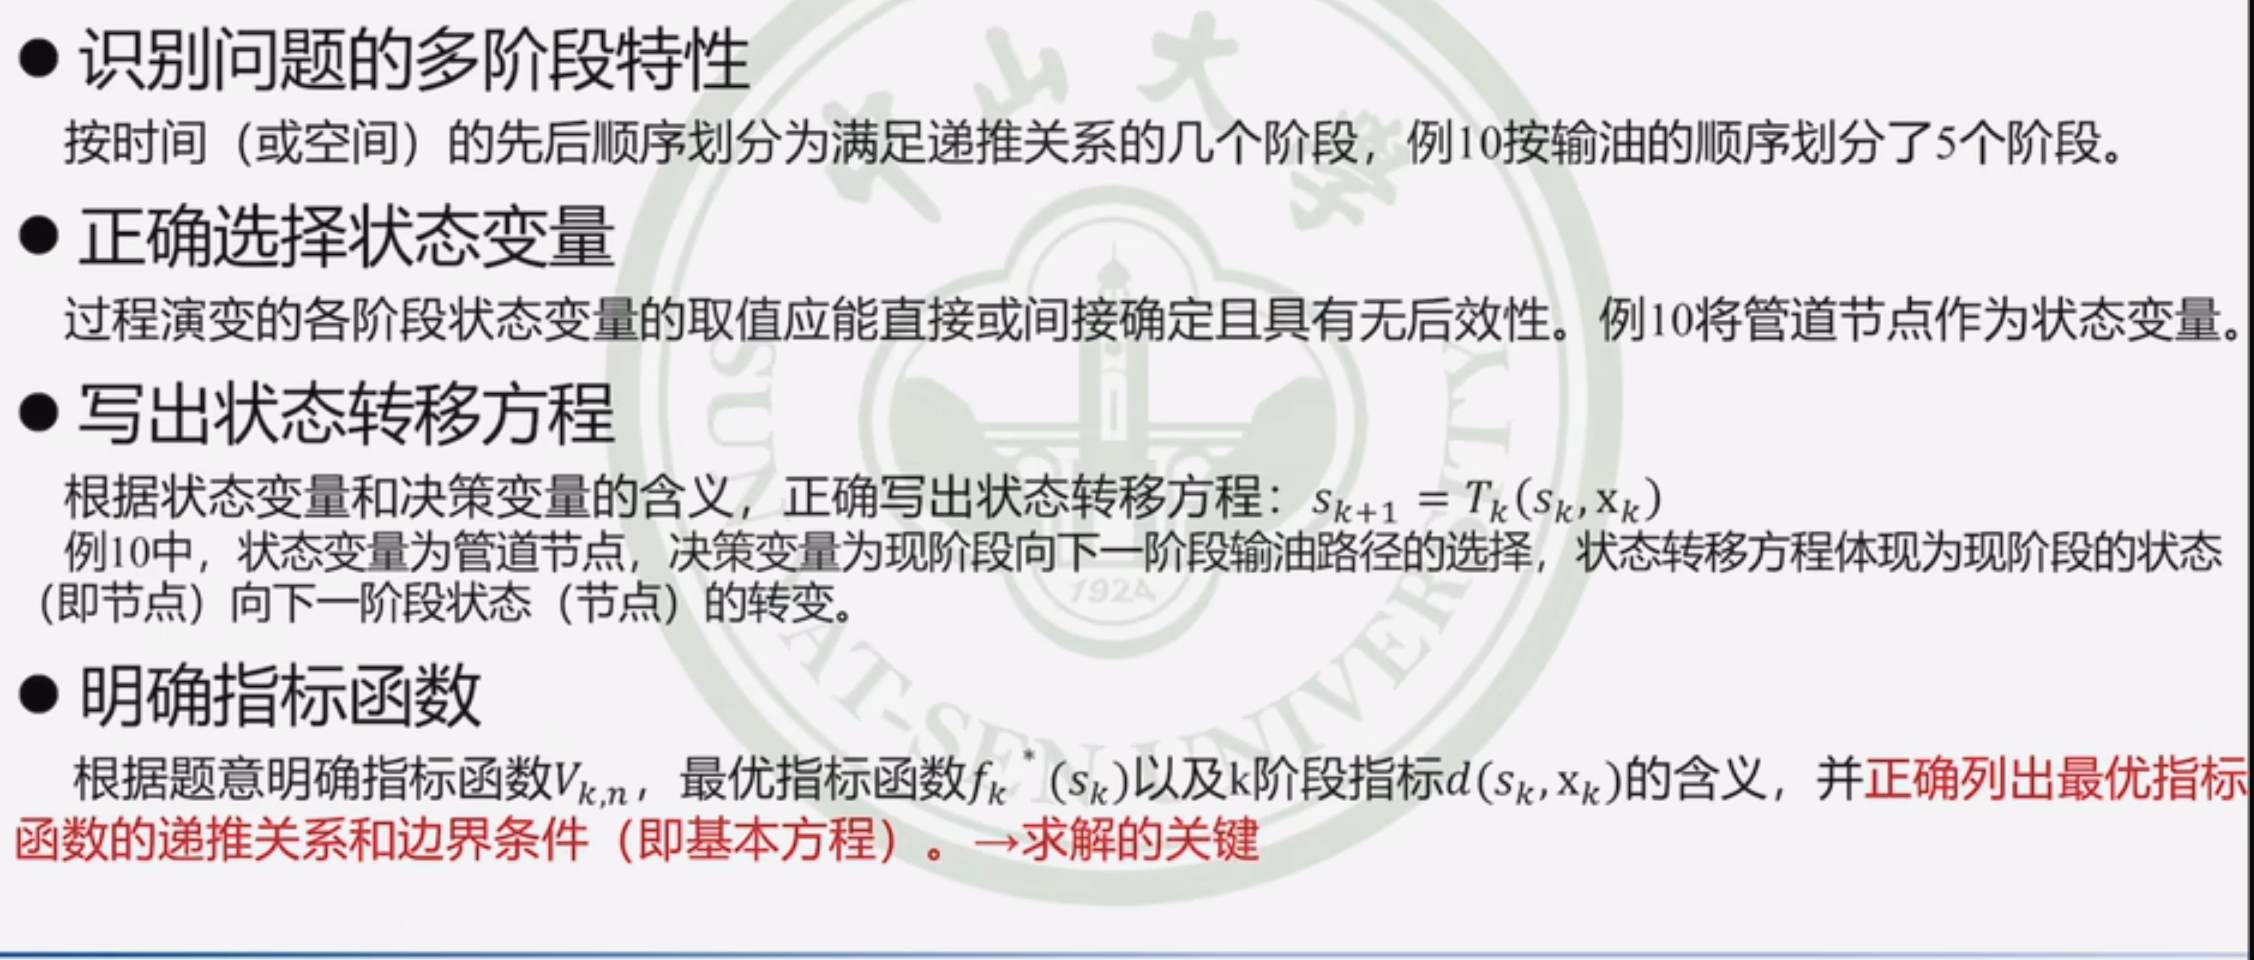 ● 识别问题的多阶段特性
按时间（或空间）的先后顺序划分为满足递推关系的几个阶段，例10按输油的顺序划分了5个阶段。
● 正确选择状态变量
过程演变的各阶段状态变量的取值应能直接或间接确定且具有无后效性。例10将管道节点作为状态变量。
● 写出状态转移方程
根据状态变量和决策变量的含义，正确写出状态转移方程：$s_{k+1} = T_k(s_k, x_k)$
例10中，状态变量为管道节点，决策变量为现阶段向下一阶段输油路径的选择，状态转移方程体现为现阶段的状态
（即节点）向下一阶段状态（节点）的转变。
● 明确指标函数
根据题意明确指标函数$V_{k,n}$，最优指标函数$f_k^*(s_k)$以及k阶段指标$d(s_k, x_k)$的含义，并正确列出最优指标
函数的递推关系和边界条件（即基本方程）。→求解的关键
中山大学
SUN YAT-SEN UNIVERSITY
1924